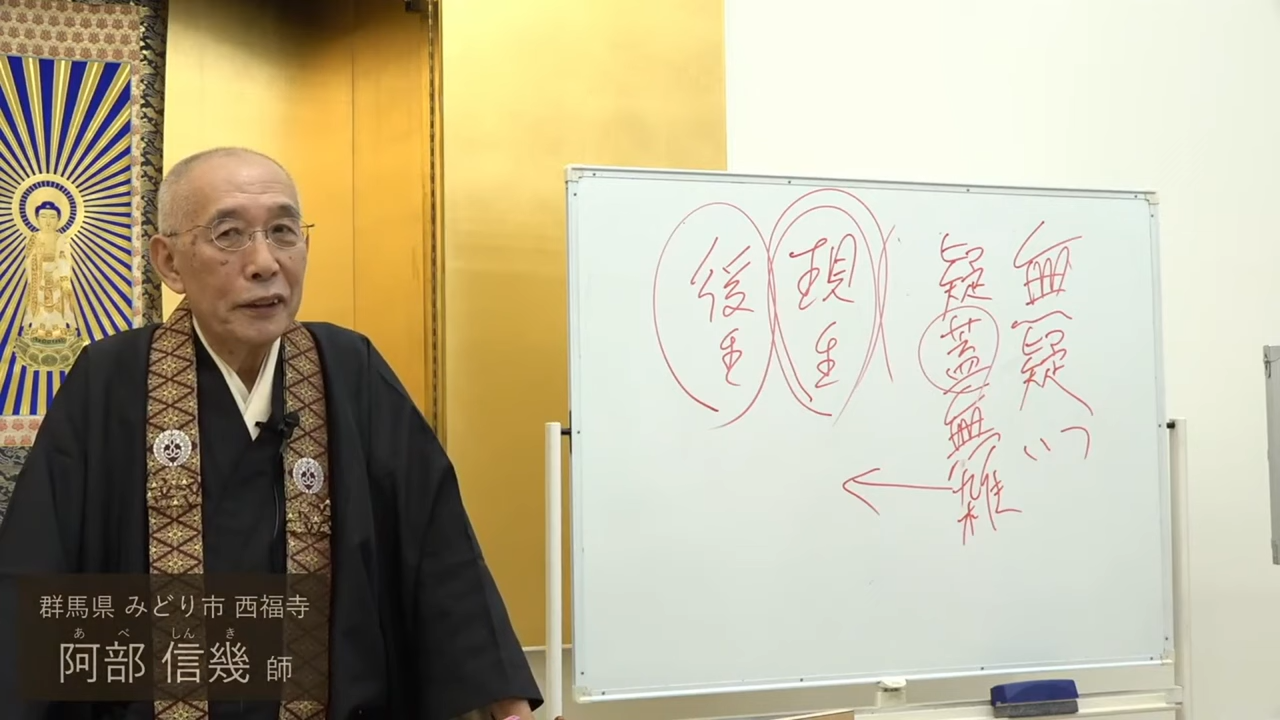 無疑心
疑蓋無雑
現生
後生
群馬県 みどり市 西福寺
あべ しんき
阿部 信幾 師